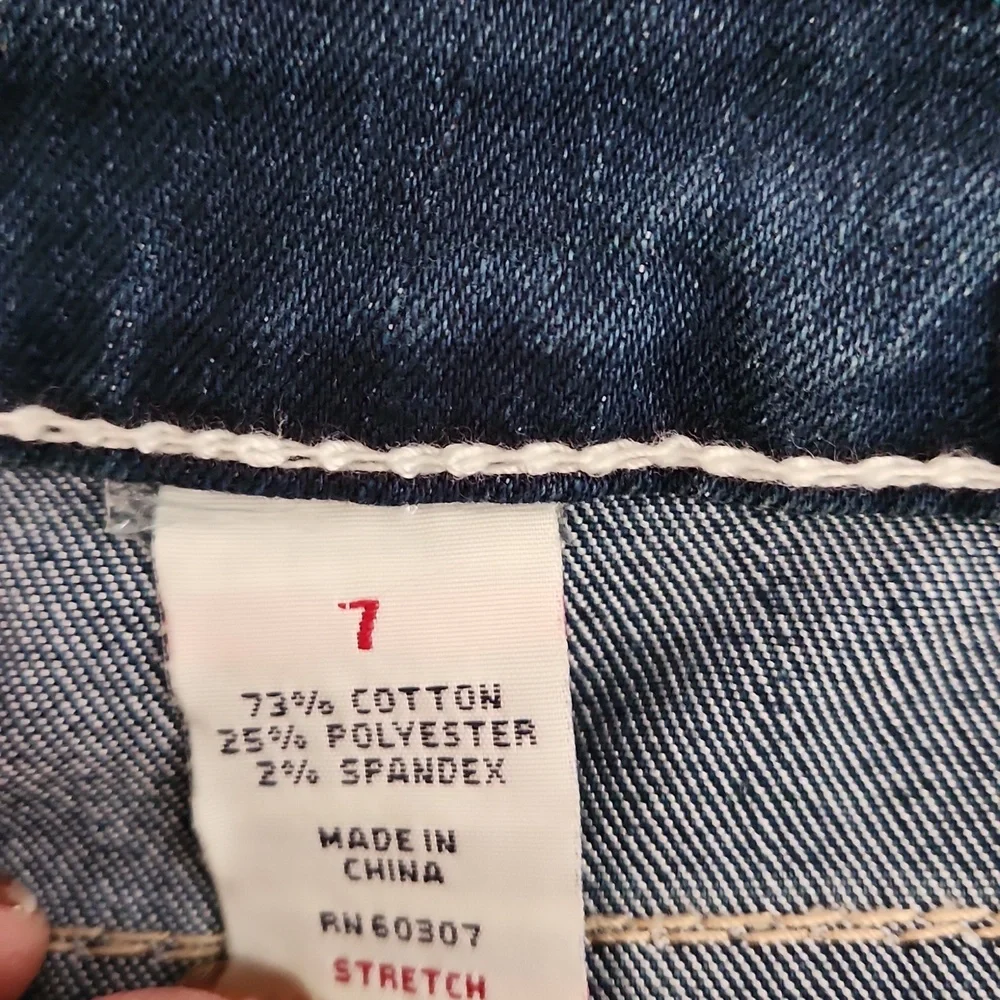 7
73% COTTON
25% POLYESTER
2% SPANDEX
MADE IN
CHINA
RN 60307
STRETCH